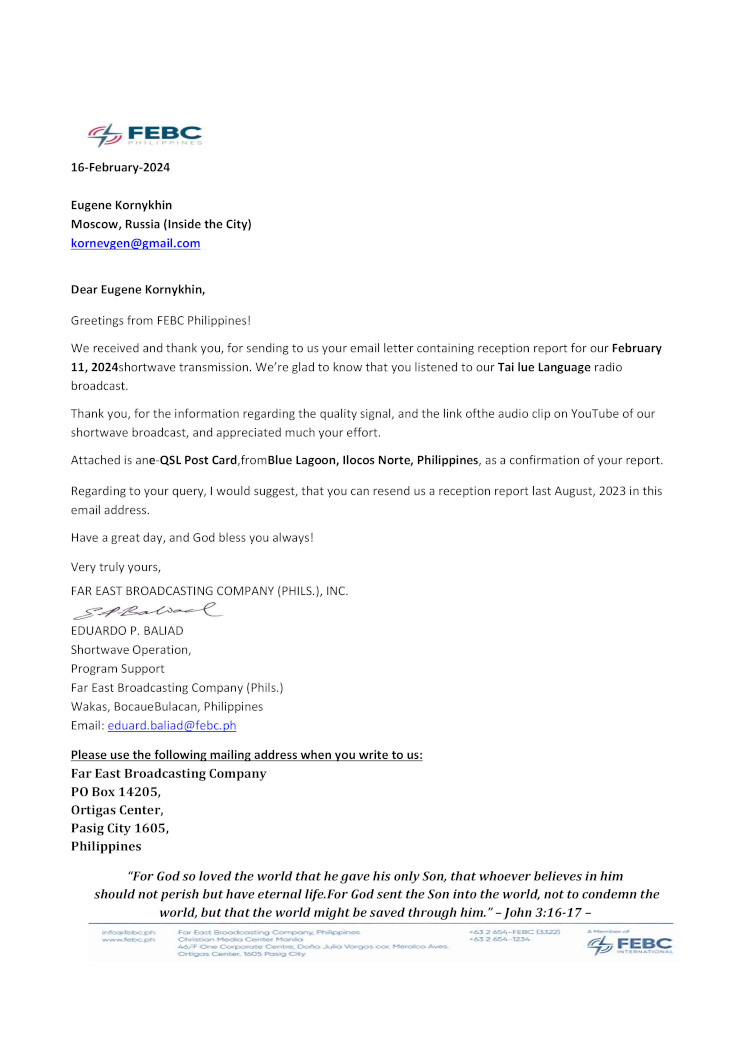 FEBC
PHILIPPINES
16-February-2024
Eugene Kornykhin
Moscow, Russia (Inside the City)
kornevgen@gmail.com
Dear Eugene Kornykhin,
Greetings from FEBC Philippines!
We received and thank you, for sending to us your email letter containing reception report for our February
11, 2024shortwave transmission. We’re glad to know that you listened to our Tai lue Language radio
broadcast.
Thank you, for the information regarding the quality signal, and the link ofthe audio clip on YouTube of our
shortwave broadcast, and appreciated much your effort.
Attached is ane-QSL Post Card,fromBlue Lagoon, Ilocos Norte, Philippines, as a confirmation of your report.
Regarding to your query, I would suggest, that you can resend us a reception report last August, 2023 in this
email address.
Have a great day, and God bless you always!
Very truly yours,
FAR EAST BROADCASTING COMPANY (PHILS.), INC.
EPBaliad
EDUARDO P. BALIAD
Shortwave Operation,
Program Support
Far East Broadcasting Company (Phils.)
Wakas, BocaueBulacan, Philippines
Email: eduard.baliad@febc.ph
Please use the following mailing address when you write to us:
Far East Broadcasting Company
PO Box 14205,
Ortigas Center,
Pasig City 1605,
Philippines
“For God so loved the world that he gave his only Son, that whoever believes in him
should not perish but have eternal life.For God sent the Son into the world, not to condemn the
world, but that the world might be saved through him.” – John 3:16-17 –
info@febc.ph
www.febc.ph
Far East Broadcasting Company, Philippines
Christian Media Center Manila
46/F One Corporate Centre, Doña Julia Vargas cor. Meralco Aves.
Ortigas Center, 1605 Pasig City
+63 2 654-FEBC (3322)
+63 2 654-1234
A Member of
FEBC
INTERNATIONAL